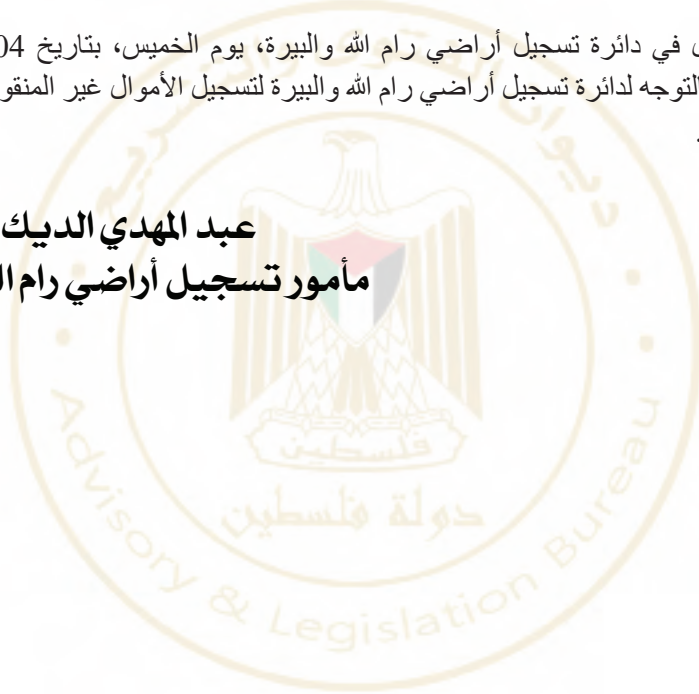 في دائرة تسجيل أراضي رام الله والبيرة، يوم الخميس، بتاريخ 04
التوجه لدائرة تسجيل أراضي رام الله والبيرة لتسجيل الأموال غير
عبد المهدي الديك
مأمور تسجيل أراضي رام
فلسطين
دولة فلسطين
Advisory & Legislation Bureau